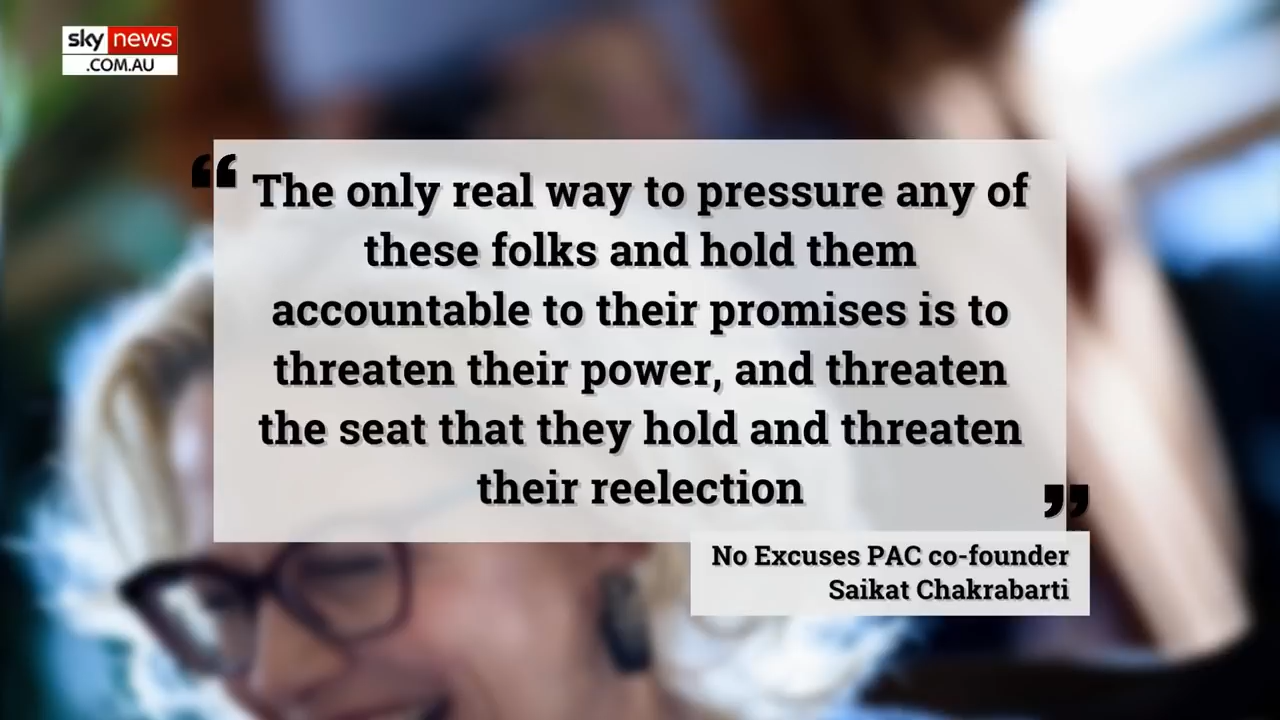 sky news
.COM.AU
“ The only real way to pressure any of
these folks and hold them
accountable to their promises is to
threaten their power, and threaten
the seat that they hold and threaten
their reelection ”
No Excuses PAC co-founder
Saikat Chakrabarti